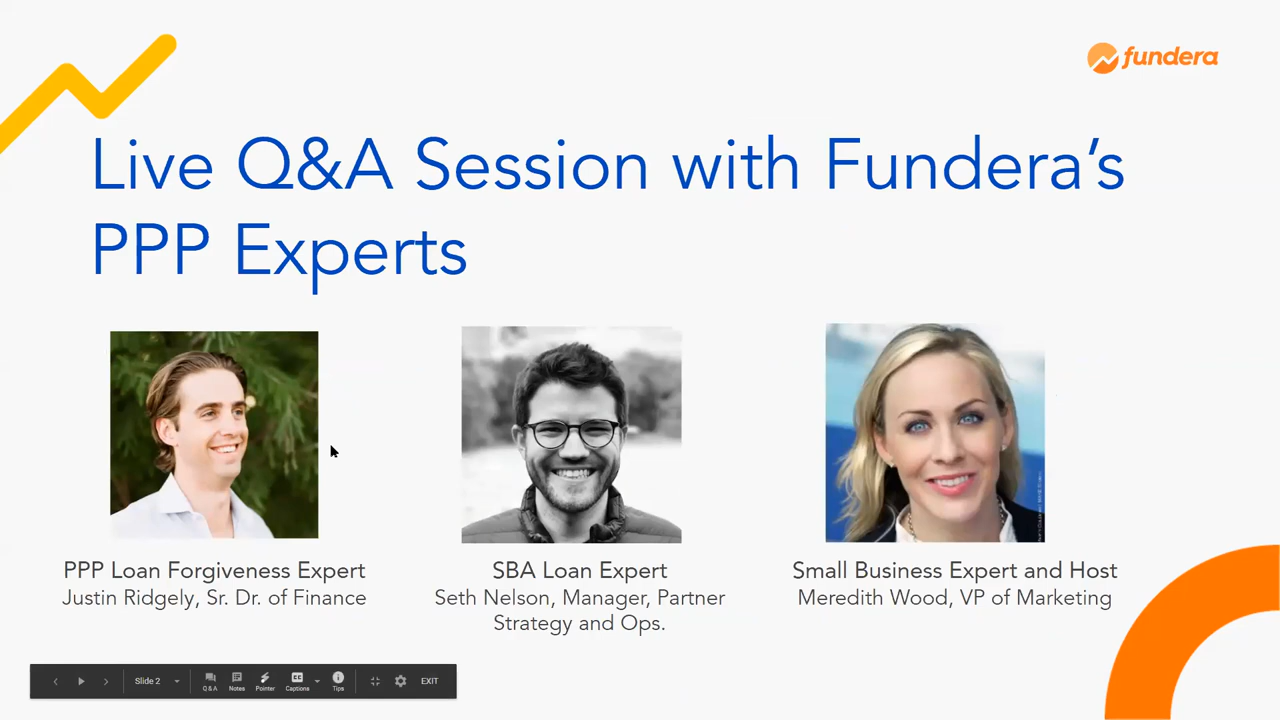 fundera
Live Q&A Session with Fundera's
PPP Experts
PPP Loan Forgiveness Expert
Justin Ridgely, Sr. Dr. of Finance
SBA Loan Expert
Seth Nelson, Manager, Partner
Strategy and Ops.
Small Business Expert and Host
Meredith Wood, VP of Marketing
Slide 2
Q&A
Notes
Pointer
Captions
Tips
EXIT